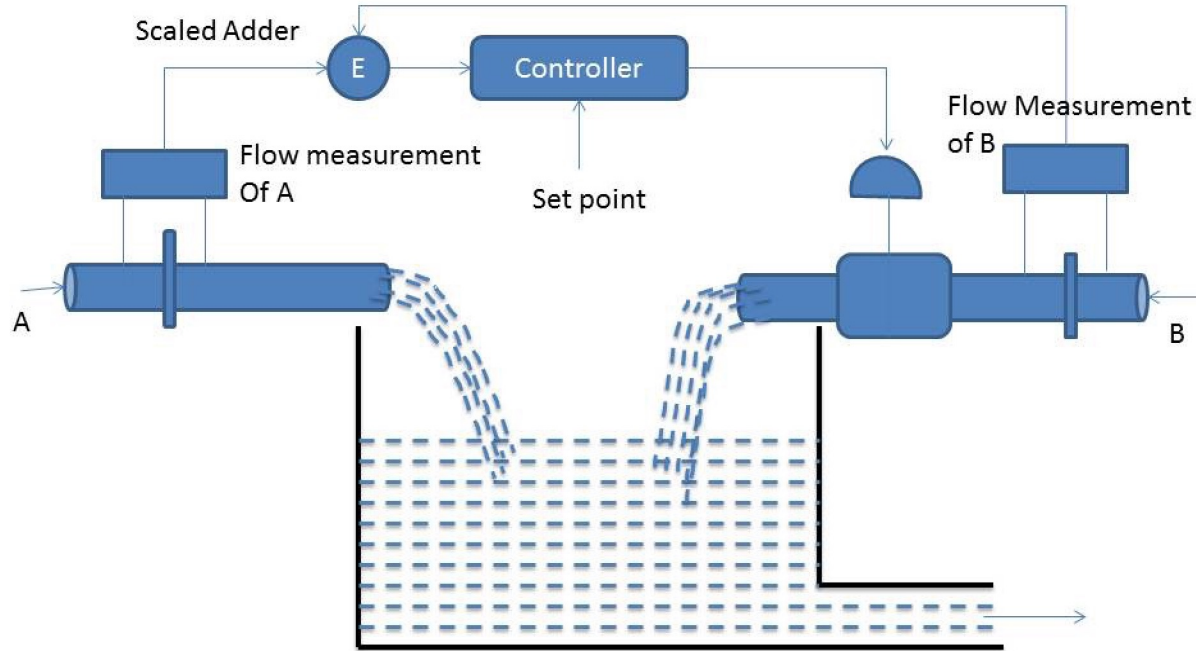 Scaled Adder
E
Controller
Flow Measurement
of B
Flow measurement
Of A
Set point
A
B